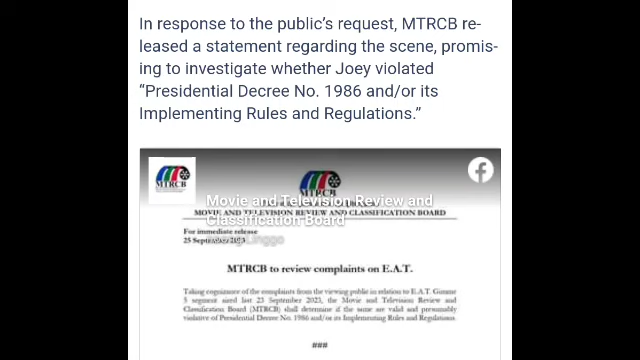 In response to the public’s request, MTRCB re-
leased a statement regarding the scene, promis-
ing to investigate whether Joey violated
“Presidential Decree No. 1986 and/or its
Implementing Rules and Regulations.”
MTRCB
MTRCB
Movie and Television Review and
Classification Board
MOVIE AND TELEVISION REVIEW AND CLASSIFICATION BOARD
For immediate release
25 September 2023
MTRCB to review complaints on E.A.T.
Taking cognizance of the complaints from the viewing public in relation to E.A.T. Gimme
5 segment aired last 23 September 2023, the Movie and Television Review and
Classification Board (MTRCB) shall determine if the same are valid and presumably
violative of Presidential Decree No. 1986 and/or its Implementing Rules and Regulations.
###